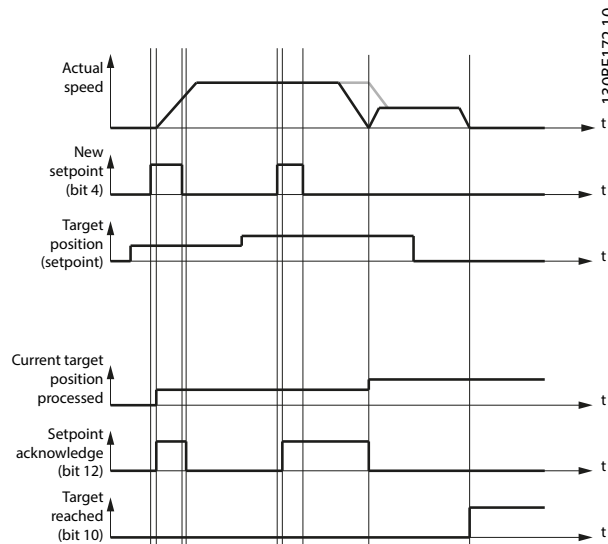 Actual
speed
t
New
setpoint
(bit 4)
t
Target
position
(setpoint)
t
Current target
position
processed
t
Setpoint
acknowledge
(bit 12)
t
Target
reached
(bit 10)
t
130BF172.10